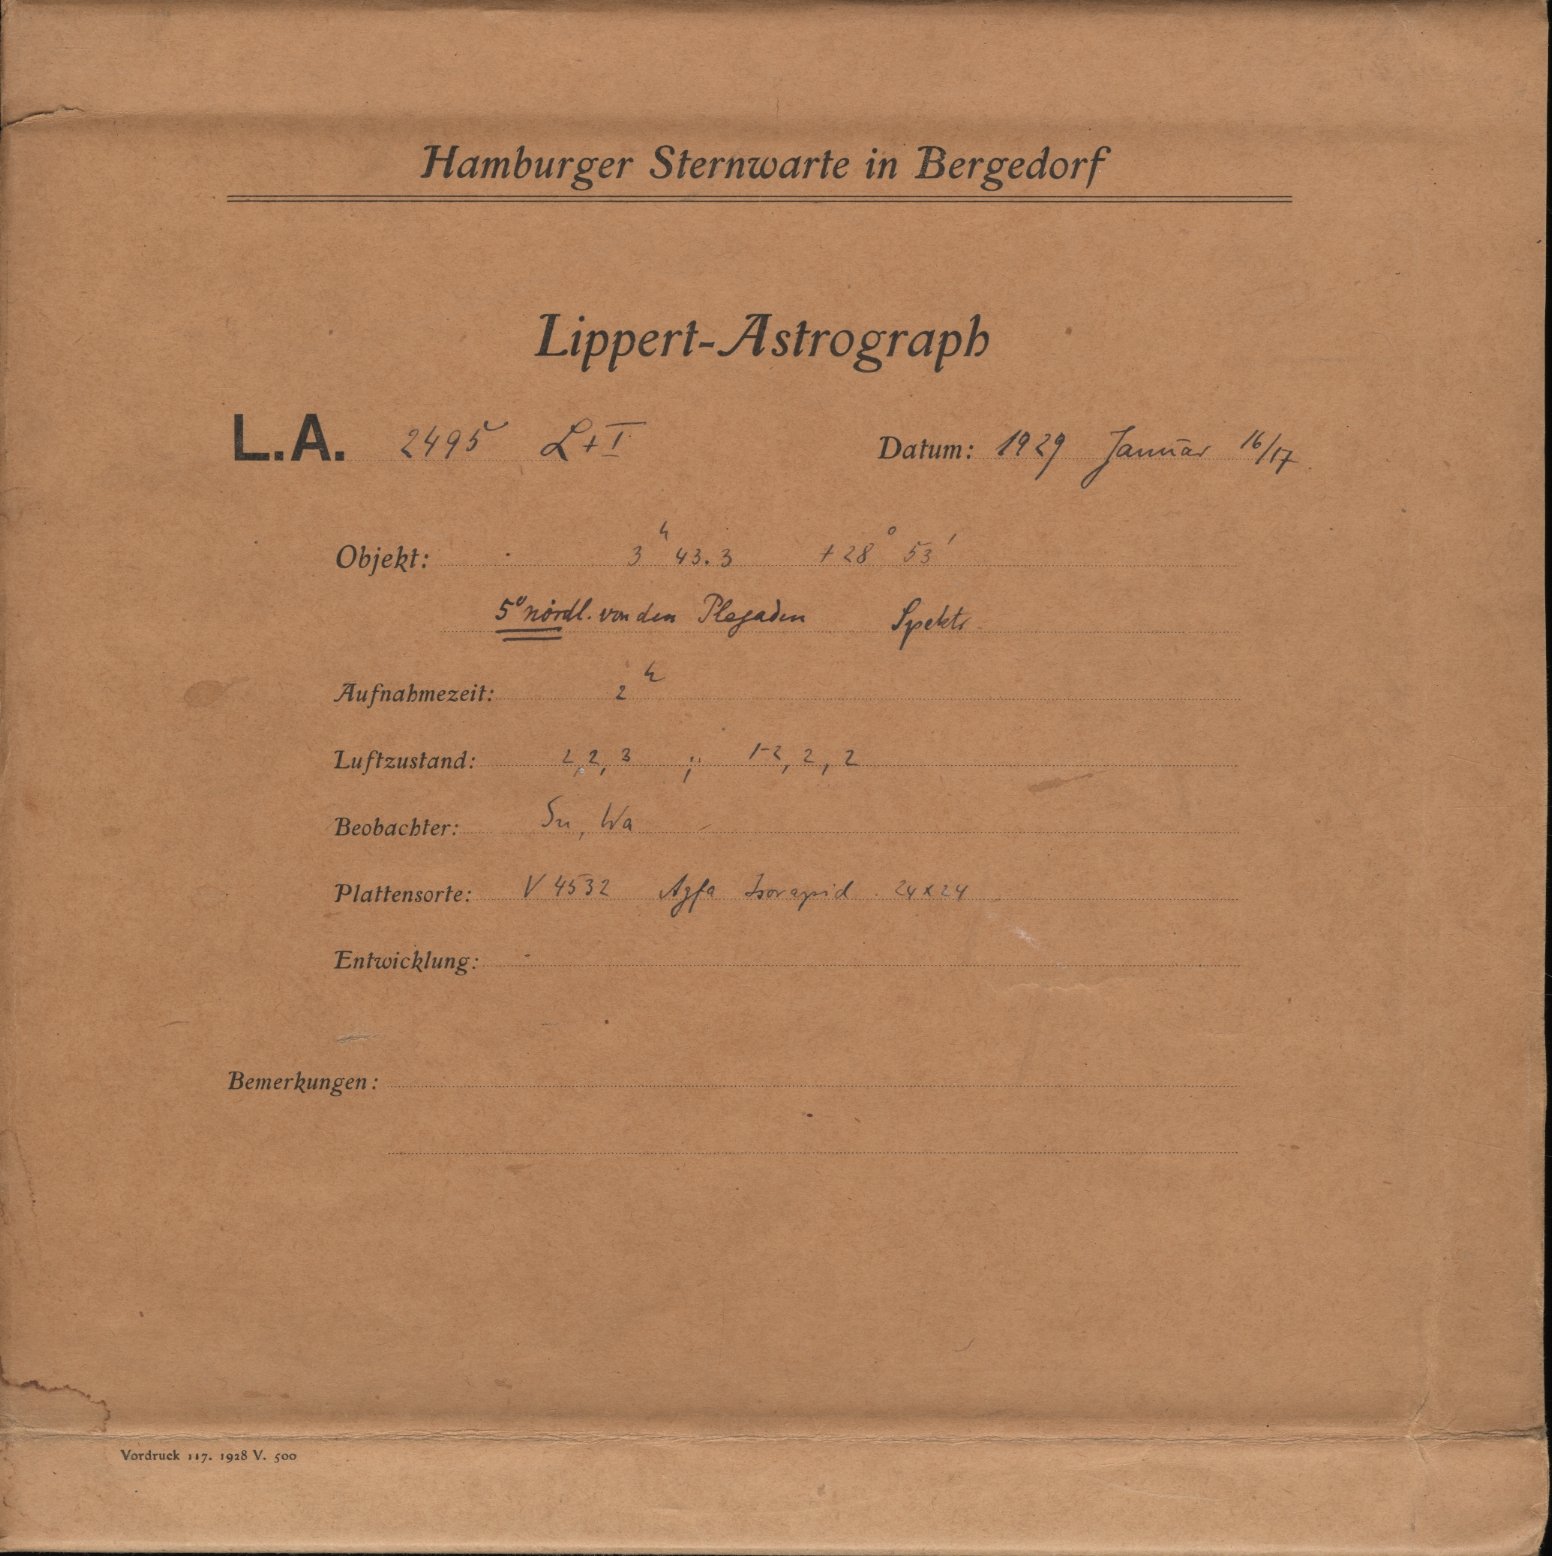 Hamburger Sternwarte in Bergedorf
Lippert-Astrograph
L.A. 2495 L+I Datum: 1929 Januar 16/17
Objekt: 3ʰ 43.3 +28° 53′
5° nördl. von den Plejaden Spektr
Aufnahmezeit: 2ʰ
Luftzustand: 2, 2, 3 ; 1-2, 2, 2
Beobachter: Wa
Plattensorte: V 4532 Agfa Isorapid 24x24
Entwicklung:
Bemerkungen:
Vordruck 117. 1928 V. 500